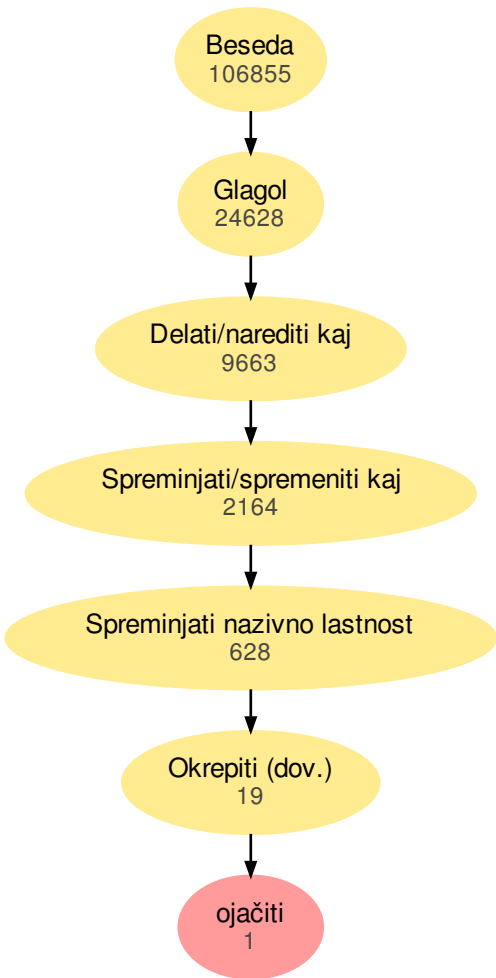 Beseda
106855
Glagol
24628
Delati/narediti kaj
9663
Spreminjati/spremeniti kaj
2164
Spreminjati nazivno lastnost
628
Okrepiti (dov.)
19
ojačiti
1